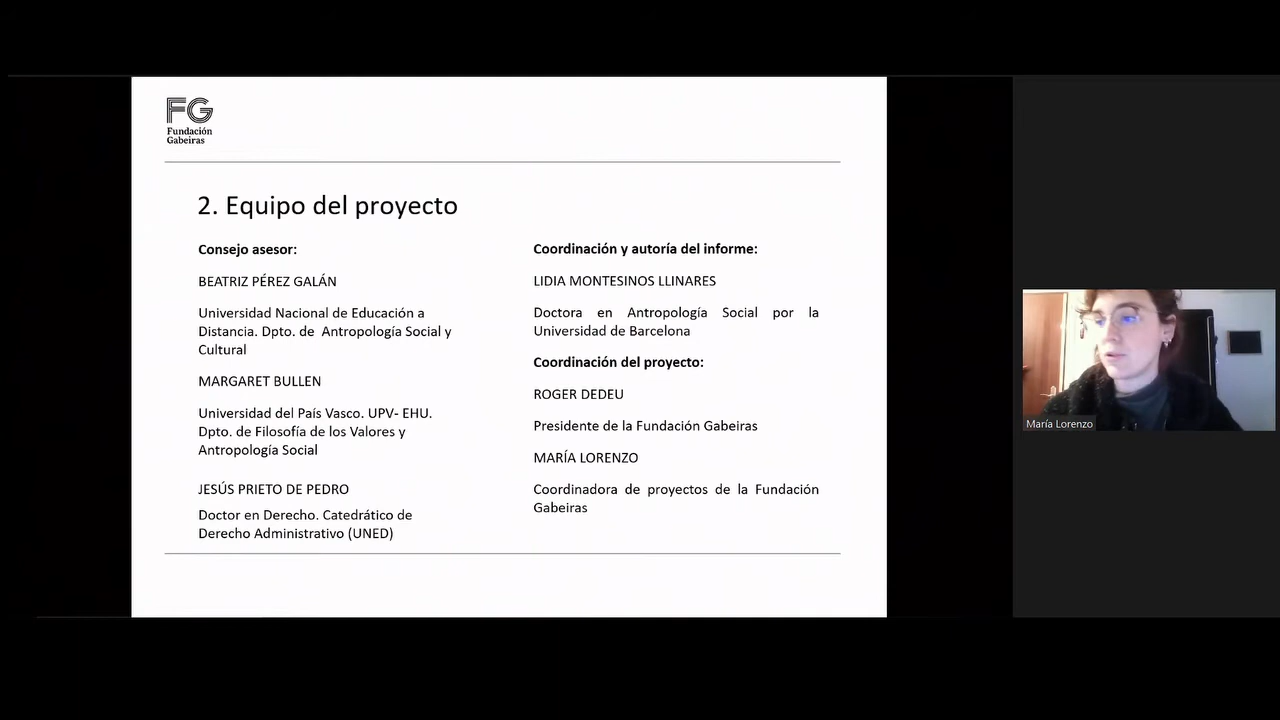 FG
Fundación
Gabeiras
2. Equipo del proyecto
Consejo asesor:
BEATRIZ PÉREZ GALÁN
Universidad Nacional de Educación a
Distancia. Dpto. de Antropología Social y
Cultural
MARGARET BULLEN
Universidad del País Vasco. UPV- EHU.
Dpto. de Filosofía de los Valores y
Antropología Social
JESÚS PRIETO DE PEDRO
Doctor en Derecho. Catedrático de
Derecho Administrativo (UNED)
Coordinación y autoría del informe:
LIDIA MONTESINOS LLINARES
Doctora en Antropología Social por la
Universidad de Barcelona
Coordinación del proyecto:
ROGER DEDEU
Presidente de la Fundación Gabeiras
MARÍA LORENZO
Coordinadora de proyectos de la Fundación
Gabeiras
María Lorenzo